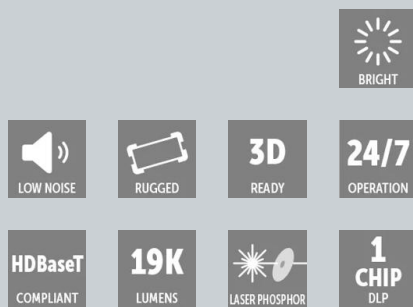 BRIGHT
LOW NOISE
RUGGED
3D
READY
24/7
OPERATION
HDBaseT
COMPLIANT
19K
LUMENS
LASER PHOSPHOR
1
CHIP
DLP